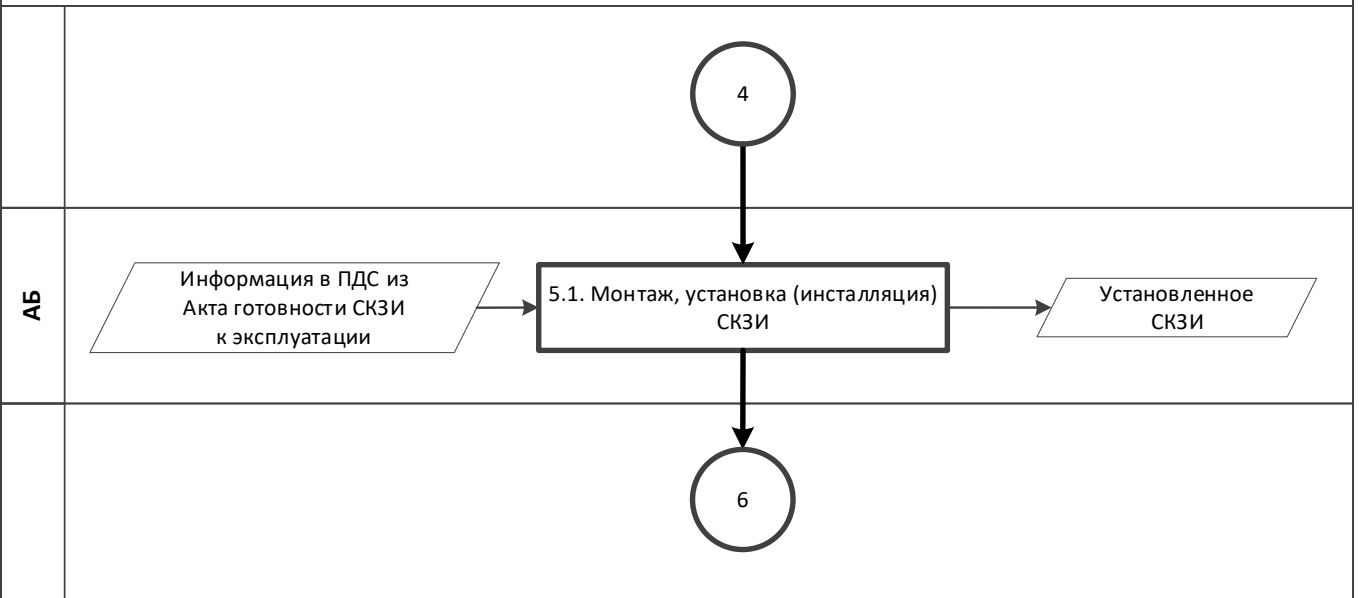 4
АБ
Информация в ПДС из
Акта готовности СКЗИ
к эксплуатации
5.1. Монтаж, установка (инсталляция)
СКЗИ
Установленное
СКЗИ
6